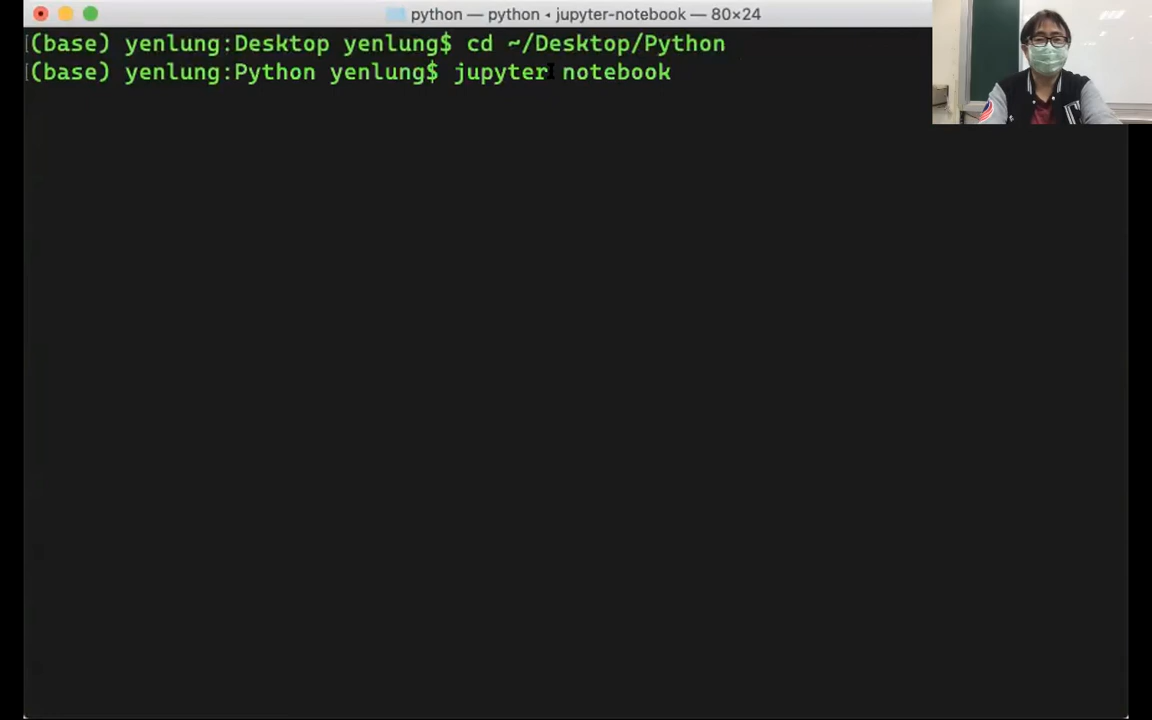 python — python ◂ jupyter-notebook — 80×24
[(base) yenlung:Desktop yenlung$ cd ~/Desktop/Python
[(base) yenlung:Python yenlung$ jupyter notebook